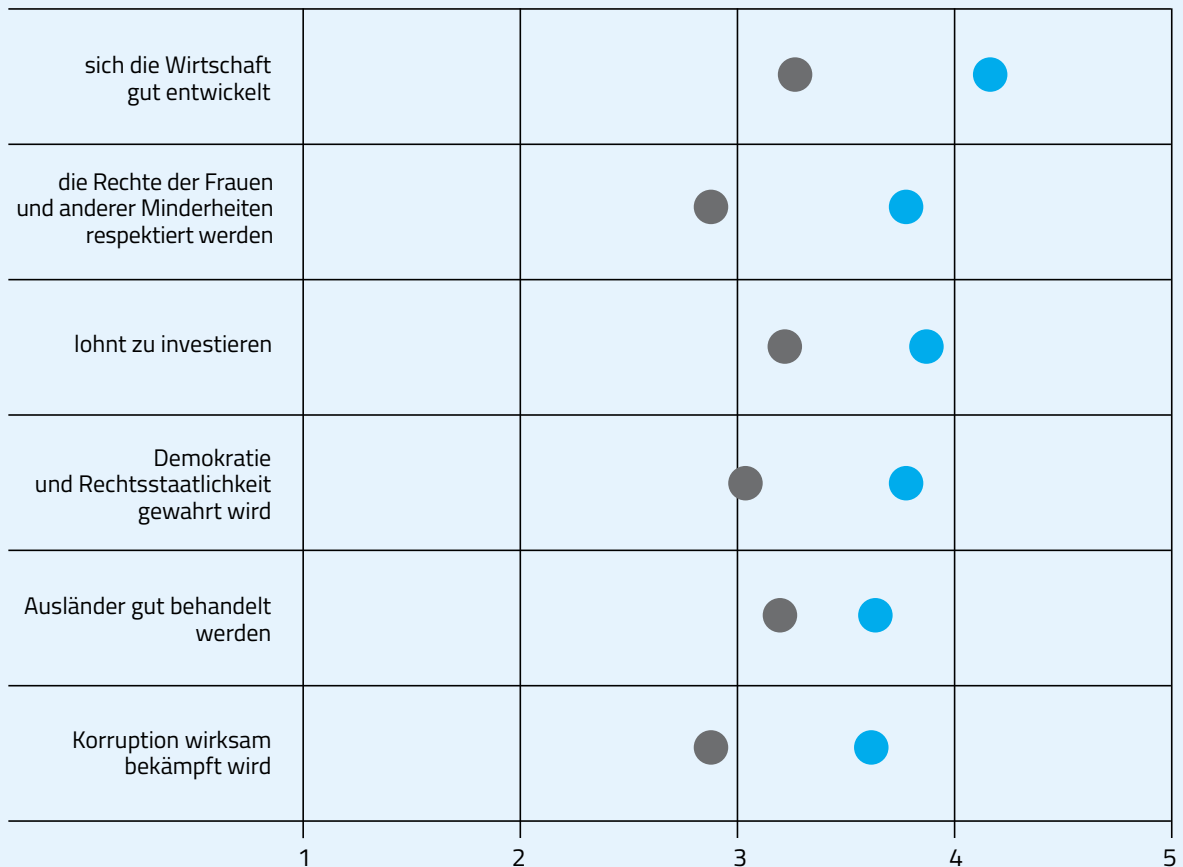 sich die Wirtschaft
gut entwickelt
die Rechte der Frauen
und anderer Minderheiten
respektiert werden
lohnt zu investieren
Demokratie
und Rechtsstaatlichkeit
gewahrt wird
Ausländer gut behandelt
werden
Korruption wirksam
bekämpft wird
1 2 3 4 5